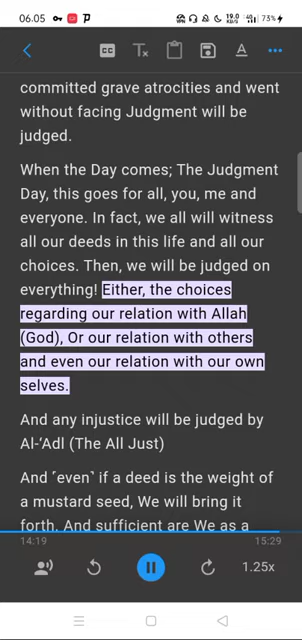 06.05
19.0
KB/S
4G
73%
CC
committed grave atrocities and went
without facing Judgment will be
judged.
When the Day comes; The Judgment
Day, this goes for all, you, me and
everyone. In fact, we all will witness
all our deeds in this life and all our
choices. Then, we will be judged on
everything! Either, the choices
regarding our relation with Allah
(God), Or our relation with others
and even our relation with our own
selves.
And any injustice will be judged by
Al-‘Adl (The All Just)
And ˹even˺ if a deed is the weight of
a mustard seed, We will bring it
forth. And sufficient are We as a
14:19
15:29
1.25x